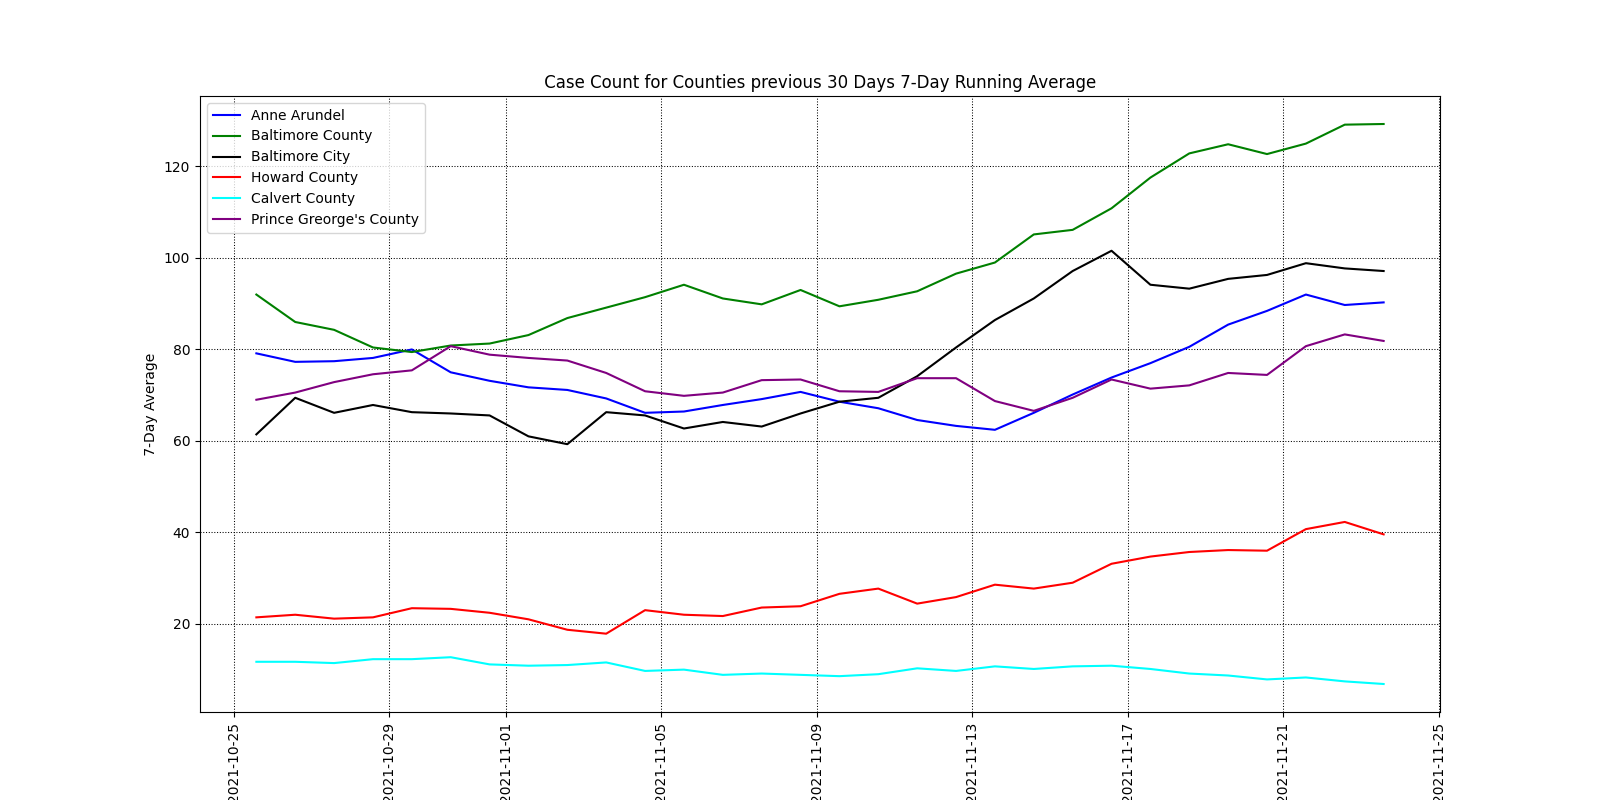 Case Count for Counties previous 30 Days 7-Day Running Average
Anne Arundel
Baltimore County
Baltimore City
Howard County
Calvert County
Prince Greorge's County
120
100
80
60
40
20
7-Day Average
2021-10-25
2021-10-29
2021-11-01
2021-11-05
2021-11-09
2021-11-13
2021-11-17
2021-11-21
2021-11-25